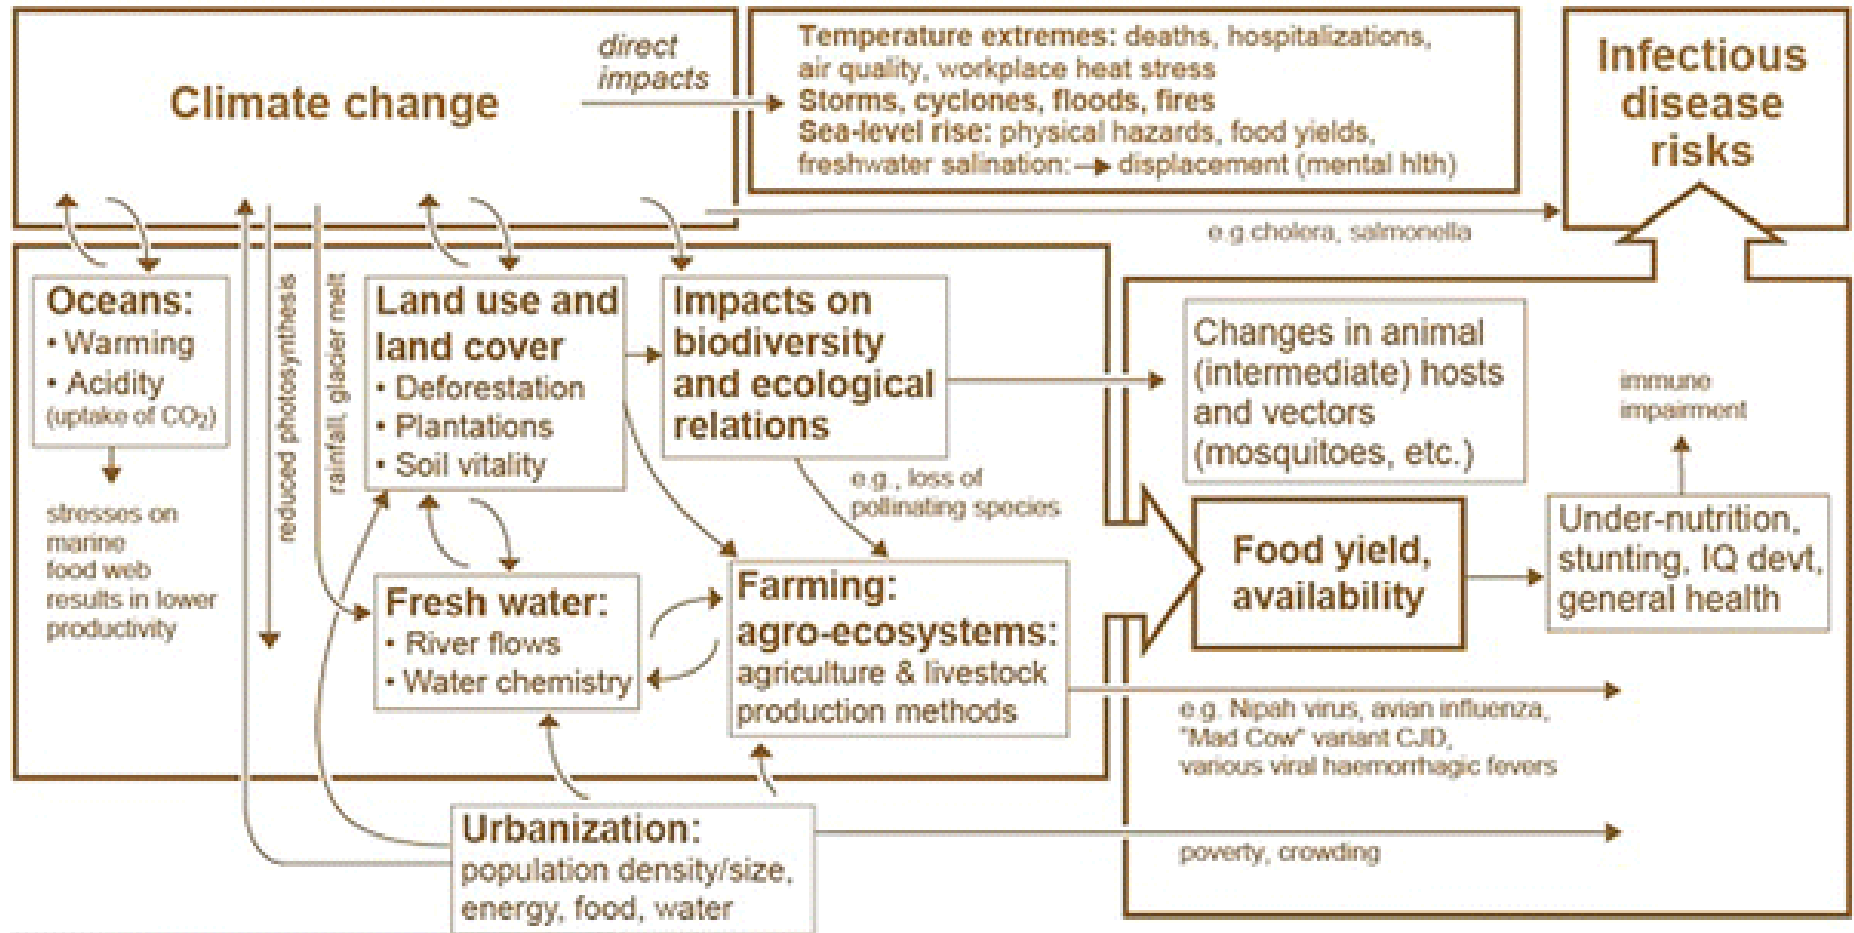 Climate change
direct
impacts
Temperature extremes: deaths, hospitalizations,
air quality, workplace heat stress
Storms, cyclones, floods, fires
Sea-level rise: physical hazards, food yields,
freshwater salination: → displacement (mental hlth)
Infectious
disease
risks
e.g.cholera, salmonella
Oceans:
• Warming
• Acidity
(uptake of CO₂)
stresses on
marine
food web
results in lower
productivity
reduced photosynthesis
rainfall, glacier melt
Land use and
land cover
• Deforestation
• Plantations
• Soil vitality
Impacts on
biodiversity
and ecological
relations
e.g., loss of
pollinating species
Changes in animal
(intermediate) hosts
and vectors
(mosquitoes, etc.)
immune
impairment
Fresh water:
• River flows
• Water chemistry
Farming:
agro-ecosystems:
agriculture & livestock
production methods
Food yield,
availability
Under-nutrition,
stunting, IQ devt,
general health
e.g. Nipah virus, avian influenza,
"Mad Cow" variant CJD,
various viral haemorrhagic fevers
Urbanization:
population density/size,
energy, food, water
poverty, crowding